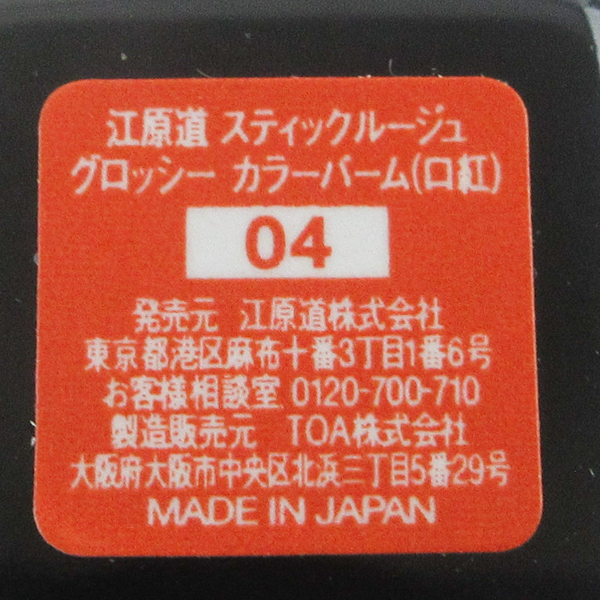 江原道 スティックルージュ
グロッシー カラーバーム(口紅)
04
発売元 江原道株式会社
東京都港区麻布十番3丁目1番6号
お客様相談室 0120-700-710
製造販売元 TOA株式会社
大阪府大阪市中央区北浜三丁目5番29号
MADE IN JAPAN